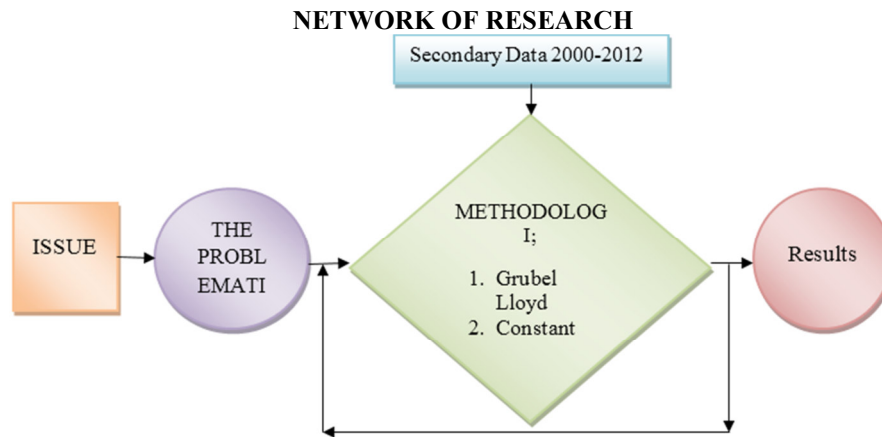 NETWORK OF RESEARCH
Secondary Data 2000-2012
ISSUE
THE
PROBL
EMATI
METHODOLOG
I;
1. Grubel
Lloyd
2. Constant
Results